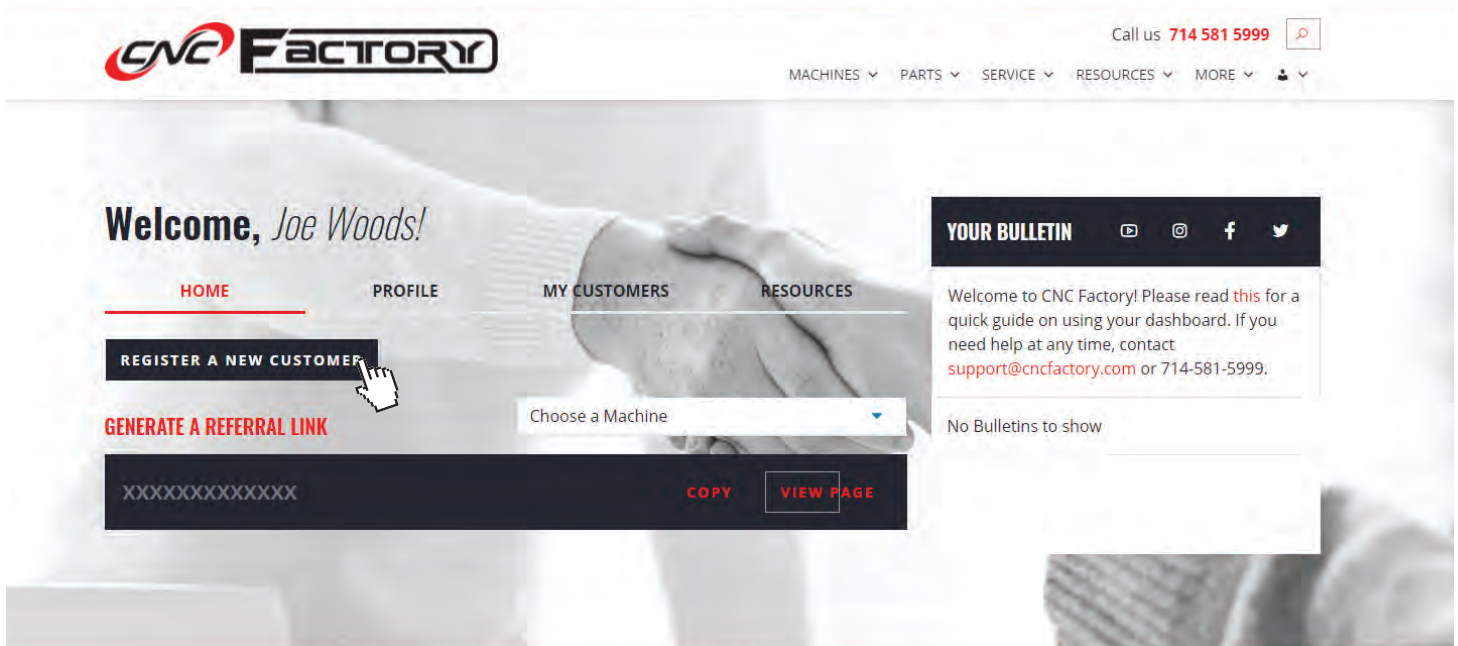 CNC Factory
Call us 714 581 5999
MACHINES PARTS SERVICE RESOURCES MORE
Welcome, Joe Woods!
HOME PROFILE MY CUSTOMERS RESOURCES
REGISTER A NEW CUSTOMER
GENERATE A REFERRAL LINK
Choose a Machine
XXXXXXXXXXXXX
COPY VIEW PAGE
YOUR BULLETIN
Welcome to CNC Factory! Please read this for a
quick guide on using your dashboard. If you
need help at any time, contact
support@cncfactory.com or 714-581-5999.
No Bulletins to show